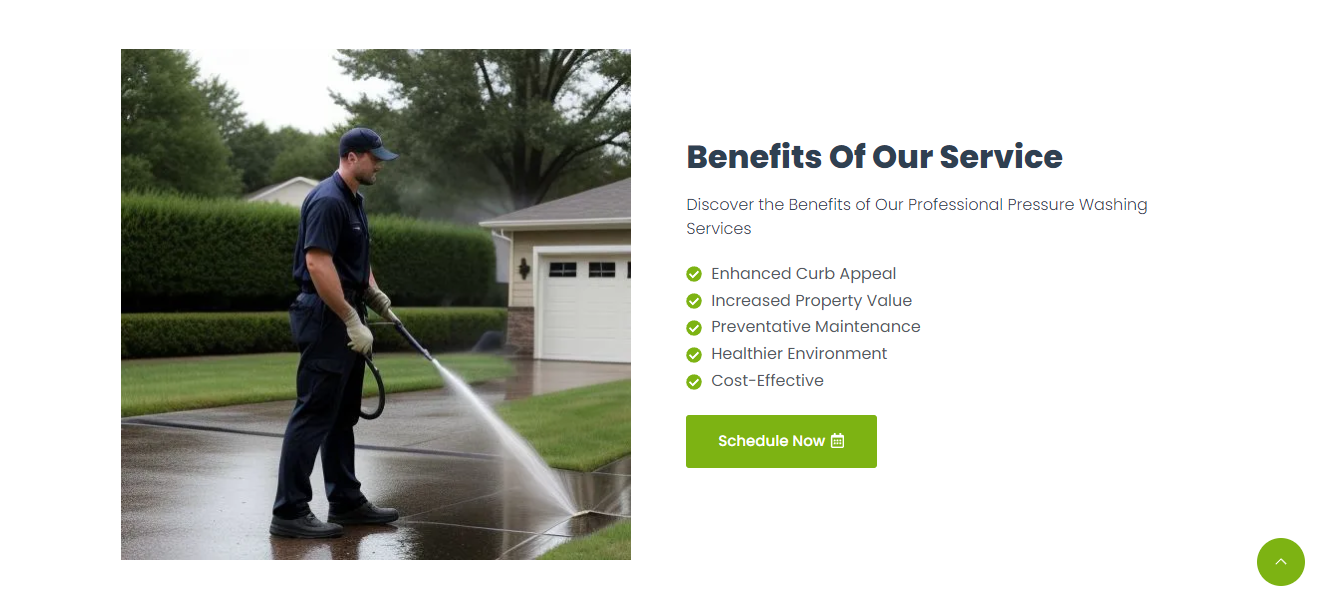 Benefits Of Our Service
Discover the Benefits of Our Professional Pressure Washing
Services
Enhanced Curb Appeal
Increased Property Value
Preventative Maintenance
Healthier Environment
Cost-Effective
Schedule Now